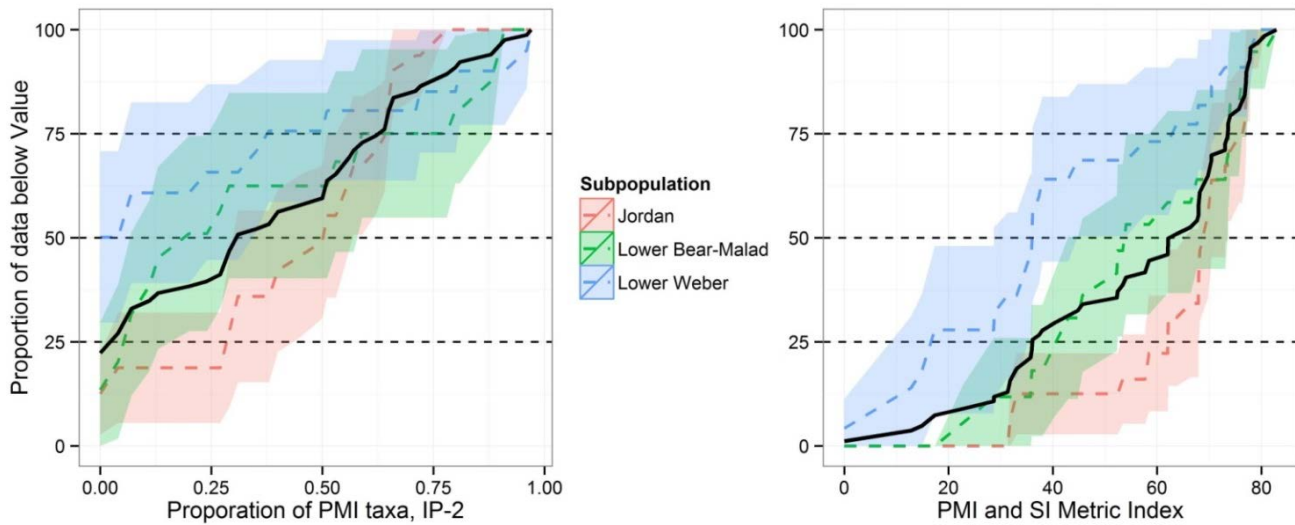 Proportion of data below Value
100
75
50
25
0
0.00 0.25 0.50 0.75 1.00
Proporation of PMI taxa, IP-2
Subpopulation
Jordan
Lower Bear-Malad
Lower Weber
100
75
50
25
0
0 20 40 60 80
PMI and SI Metric Index